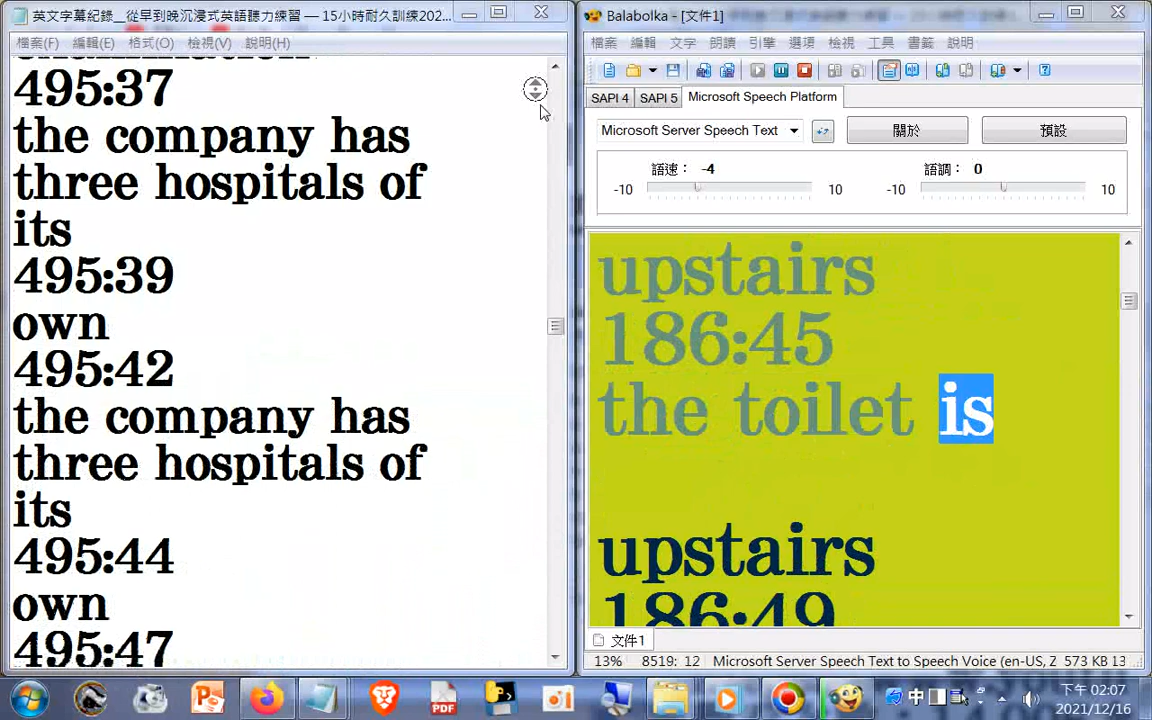 英文字幕紀錄__從早到晚沉浸式英語聽力練習 — 15小時耐久訓練202...
檔案(F) 編輯(E) 格式(O) 檢視(V) 說明(H)
495:37
the company has
three hospitals of
its
495:39
own
495:42
the company has
three hospitals of
its
495:44
own
495:47
Balabolka - [文件1]
檔案 編輯 文字 朗讀 引擎 選項 檢視 工具 書籤 說明
SAPI 4 SAPI 5 Microsoft Speech Platform
Microsoft Server Speech Text 關於 預設
語速： -4 語調： 0
-10 10 -10 10
upstairs
186:45
the toilet is
upstairs
186:49
文件1
13% 8519: 12 Microsoft Server Speech Text to Speech Voice (en-US, Z 573 KB 13
PDF
中
下午 02:07
2021/12/16